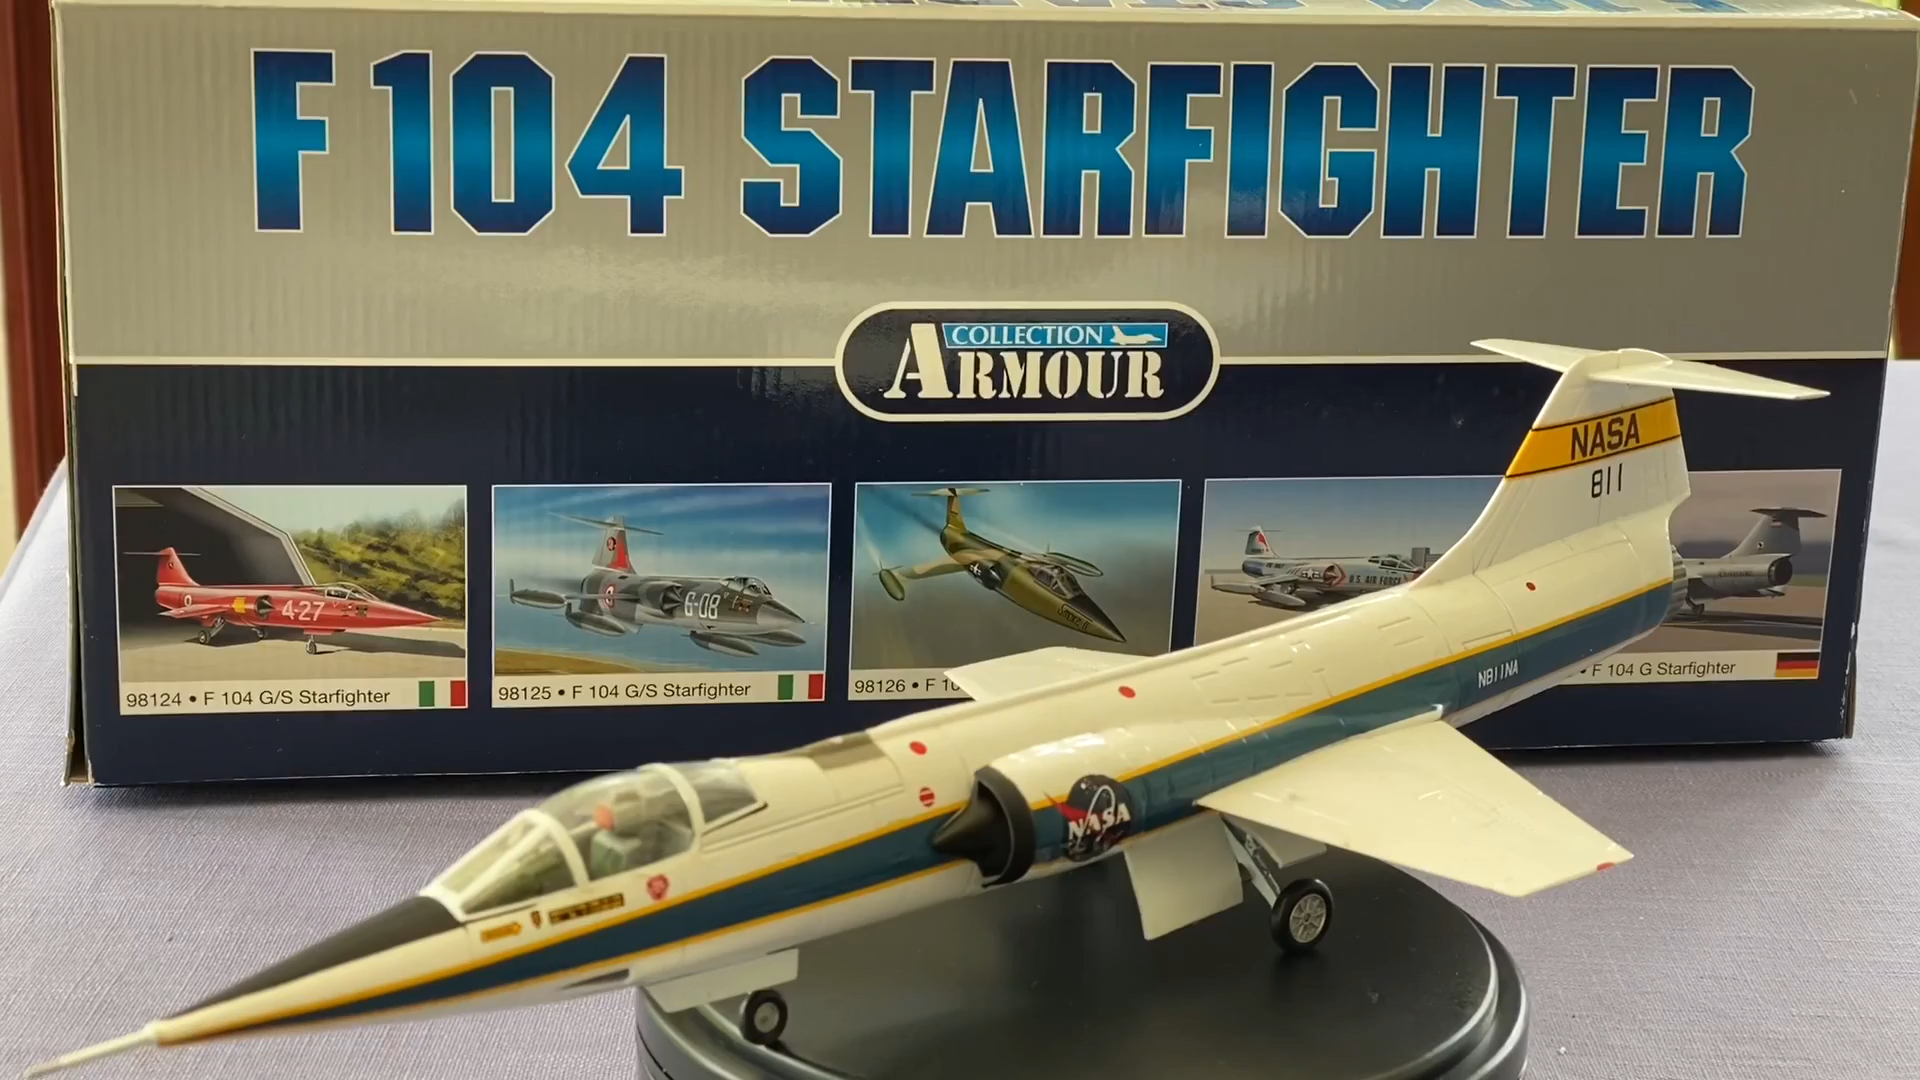 F104 STARFIGHTER
COLLECTION
ARMOUR
NASA
811
4-27
6-08
U.S. AIR FORCE
98124 • F 104 G/S Starfighter
98125 • F 104 G/S Starfighter
98126 • F 10
• F 104 G Starfighter
N811NA
NASA